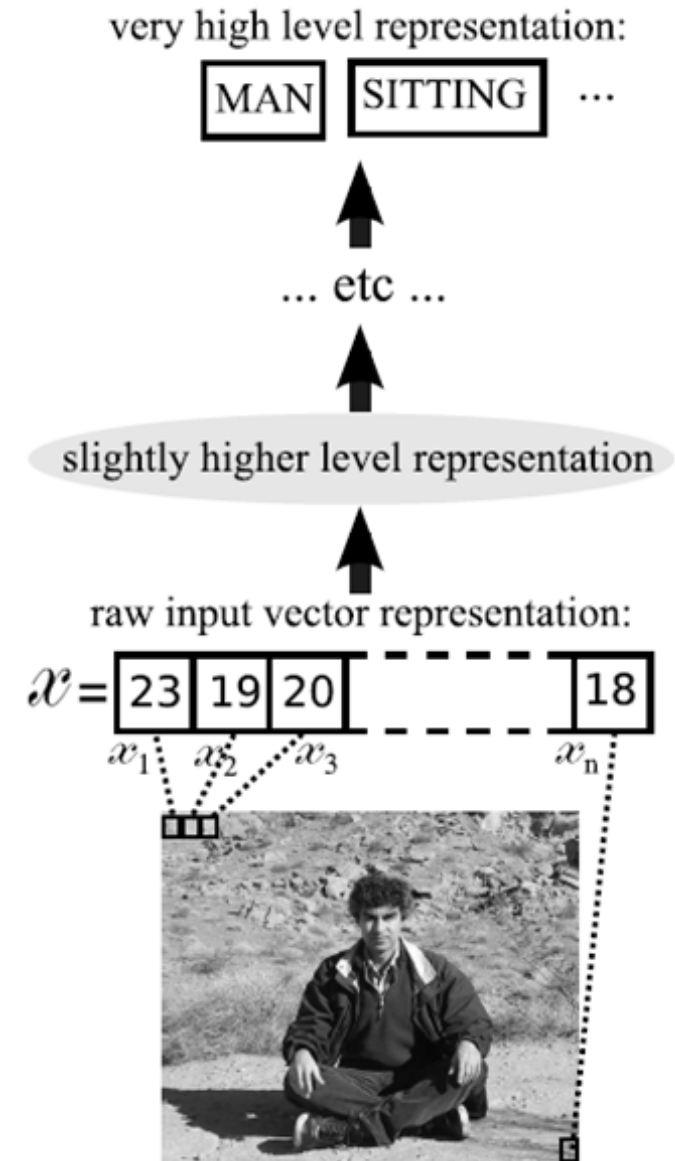 very high level representation:
MAN SITTING ...
... etc ...
slightly higher level representation
raw input vector representation:
x = 23 19 20 18
x1 x2 x3 xn